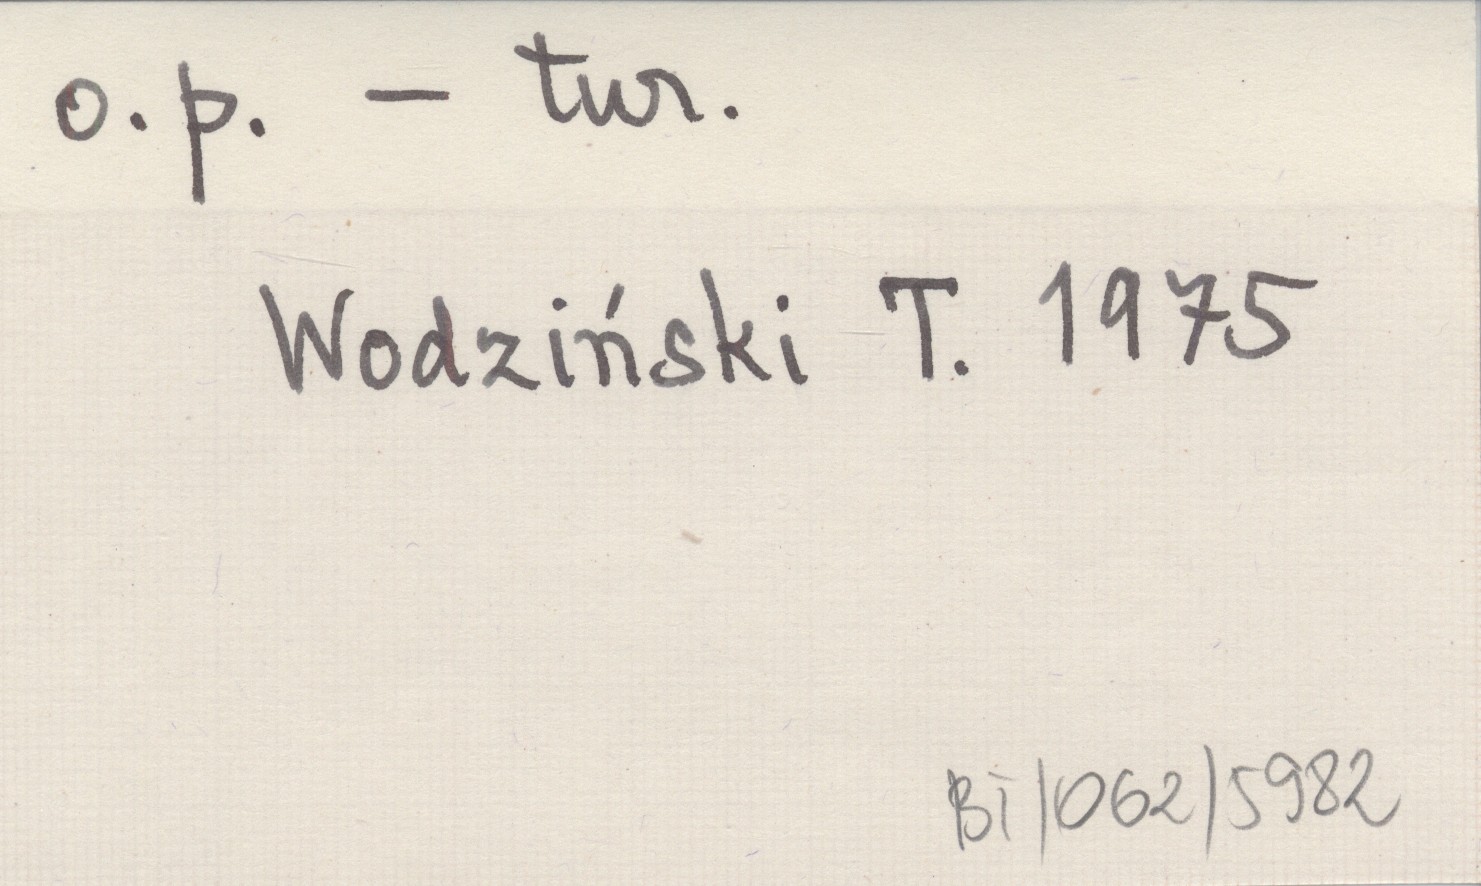 o.p. – tur.
Wodziński T. 1975
BI/062/5982